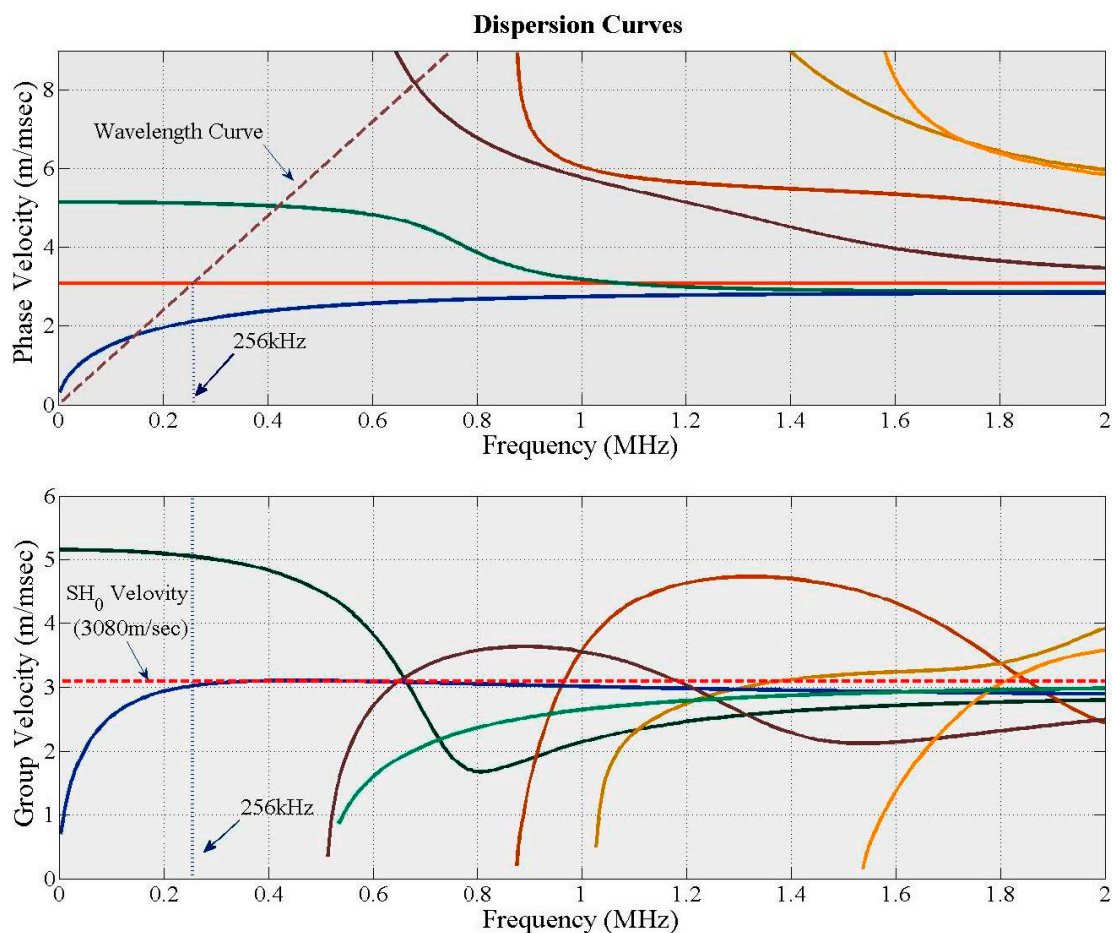 Dispersion Curves
8
6
4
2
0
Phase Velocity (m/msec)
Wavelength Curve
256kHz
0 0.2 0.4 0.6 0.8 1 1.2 1.4 1.6 1.8 2
Frequency (MHz)
6
5
4
3
2
1
0
Group Velocity (m/msec)
SH0 Velovity
(3080m/sec)
256kHz
0 0.2 0.4 0.6 0.8 1 1.2 1.4 1.6 1.8 2
Frequency (MHz)